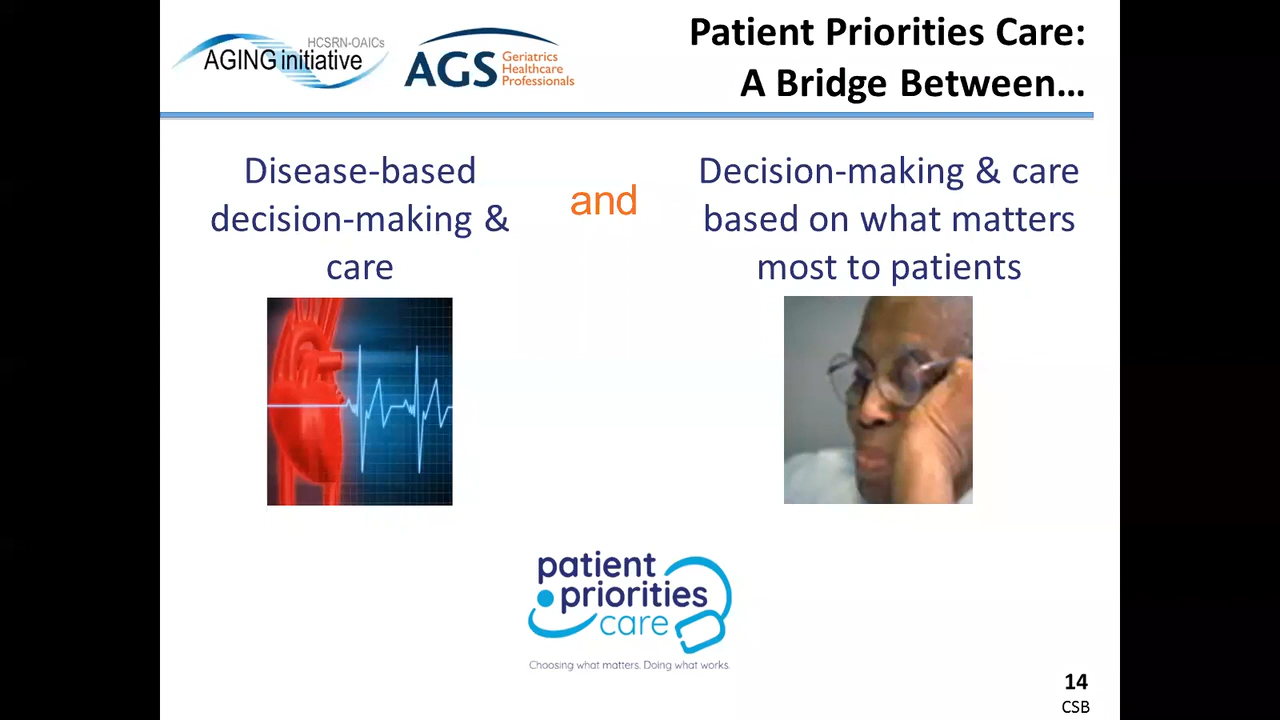 HCSRN-OAICs
AGING initiative
AGS
Geriatrics
Healthcare
Professionals
Patient Priorities Care:
A Bridge Between…
Disease-based
decision-making &
care
and
Decision-making & care
based on what matters
most to patients
patient
priorities
care
Choosing what matters. Doing what works.
14
CSB